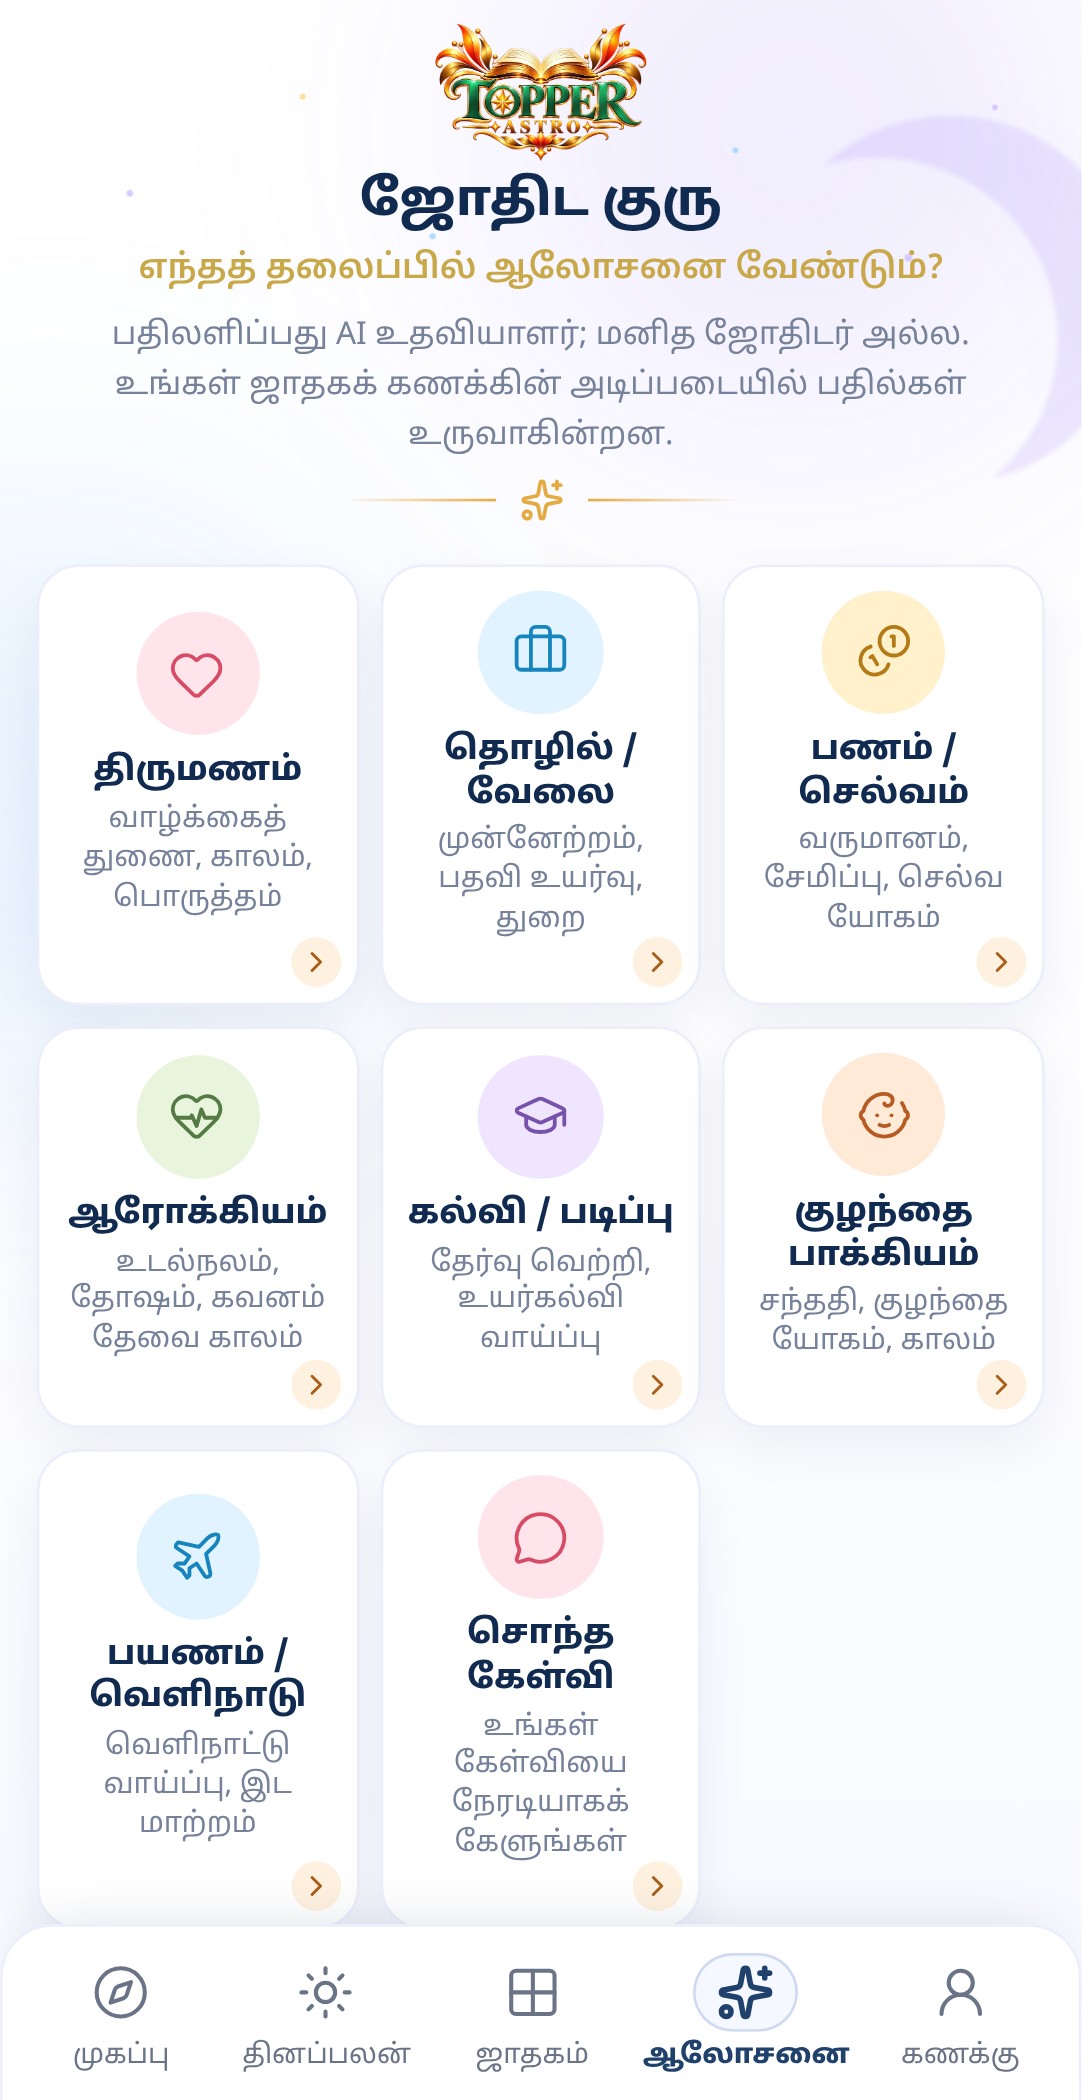 TOPPER
ASTRO
ஜோதிட குரு
எந்தத் தலைப்பில் ஆலோசனை வேண்டும்?
பதிலளிப்பது AI உதவியாளர்; மனித ஜோதிடர் அல்ல.
உங்கள் ஜாதகக் கணக்கின் அடிப்படையில் பதில்கள்
உருவாகின்றன.
திருமணம்
வாழ்க்கைத்
துணை, காலம்,
பொருத்தம்
தொழில் /
வேலை
முன்னேற்றம்,
பதவி உயர்வு,
துறை
பணம் /
செல்வம்
வருமானம்,
சேமிப்பு, செல்வ
யோகம்
ஆரோக்கியம்
உடல்நலம்,
தோஷம், கவனம்
தேவை காலம்
கல்வி / படிப்பு
தேர்வு வெற்றி,
உயர்கல்வி
வாய்ப்பு
குழந்தை
பாக்கியம்
சந்ததி, குழந்தை
யோகம், காலம்
பயணம் /
வெளிநாடு
வெளிநாட்டு
வாய்ப்பு, இட
மாற்றம்
சொந்த
கேள்வி
உங்கள்
கேள்வியை
நேரடியாகக்
கேளுங்கள்
முகப்பு
தினப்பலன்
ஜாதகம்
ஆலோசனை
கணக்கு